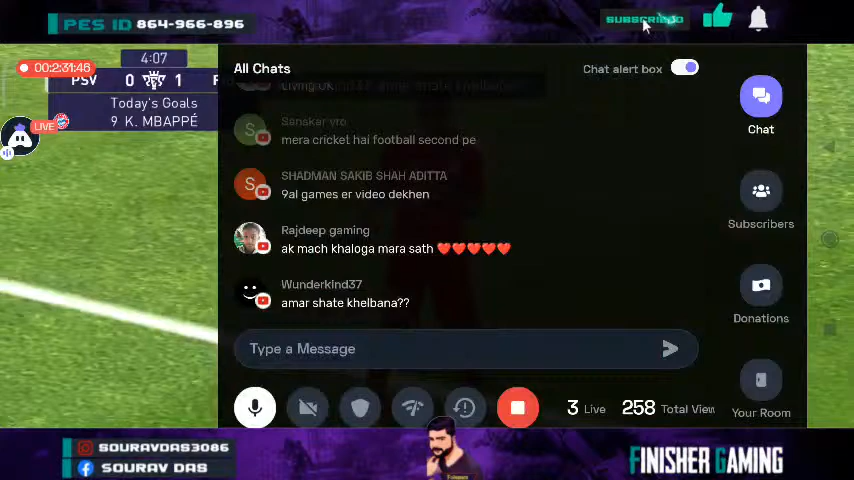 PES ID 864-966-896
SUBSCRIBED
00:2:31:46
4:07
PSV 0 1
Today's Goals
9 K. MBAPPÉ
LIVE
All Chats
Chat alert box
Sanskar vro
mera cricket hai football second pe
SHADMAN SAKIB SHAH ADITTA
9al games er video dekhen
Rajdeep gaming
ak mach khaloga mara sath ❤❤❤❤❤
Wunderkind37
amar shate khelbana??
Type a Message
3 Live 258 Total View
Chat
Subscribers
Donations
Your Room
SOURAVDAS3086
SOURAV DAS
FINISHER GAMING